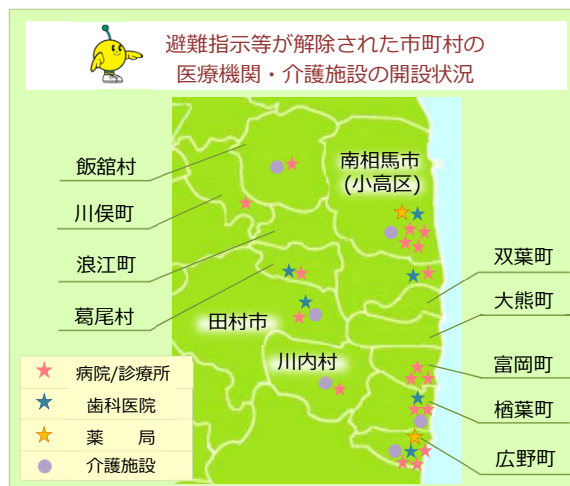 避難指示等が解除された市町村の
医療機関・介護施設の開設状況
飯舘村
川俣町
浪江町
葛尾村
南相馬市
(小高区)
田村市
川内村
双葉町
大熊町
富岡町
楢葉町
広野町
病院/診療所
歯科医院
薬　局
介護施設